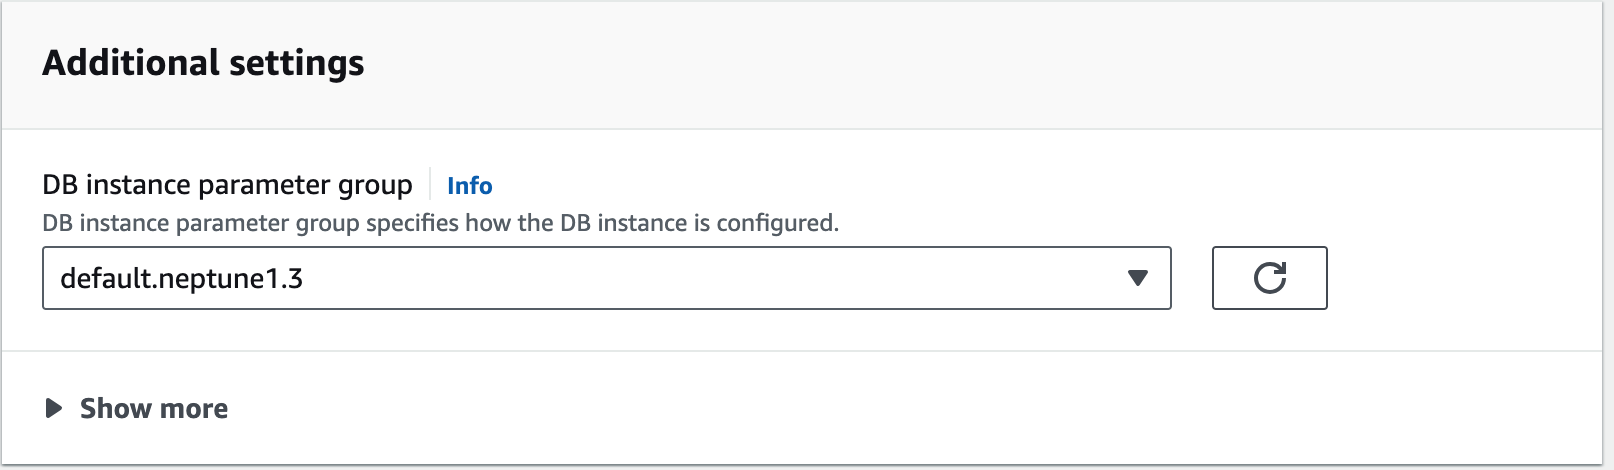 Additional settings
DB instance parameter group Info
DB instance parameter group specifies how the DB instance is configured.
default.neptune1.3
Show more